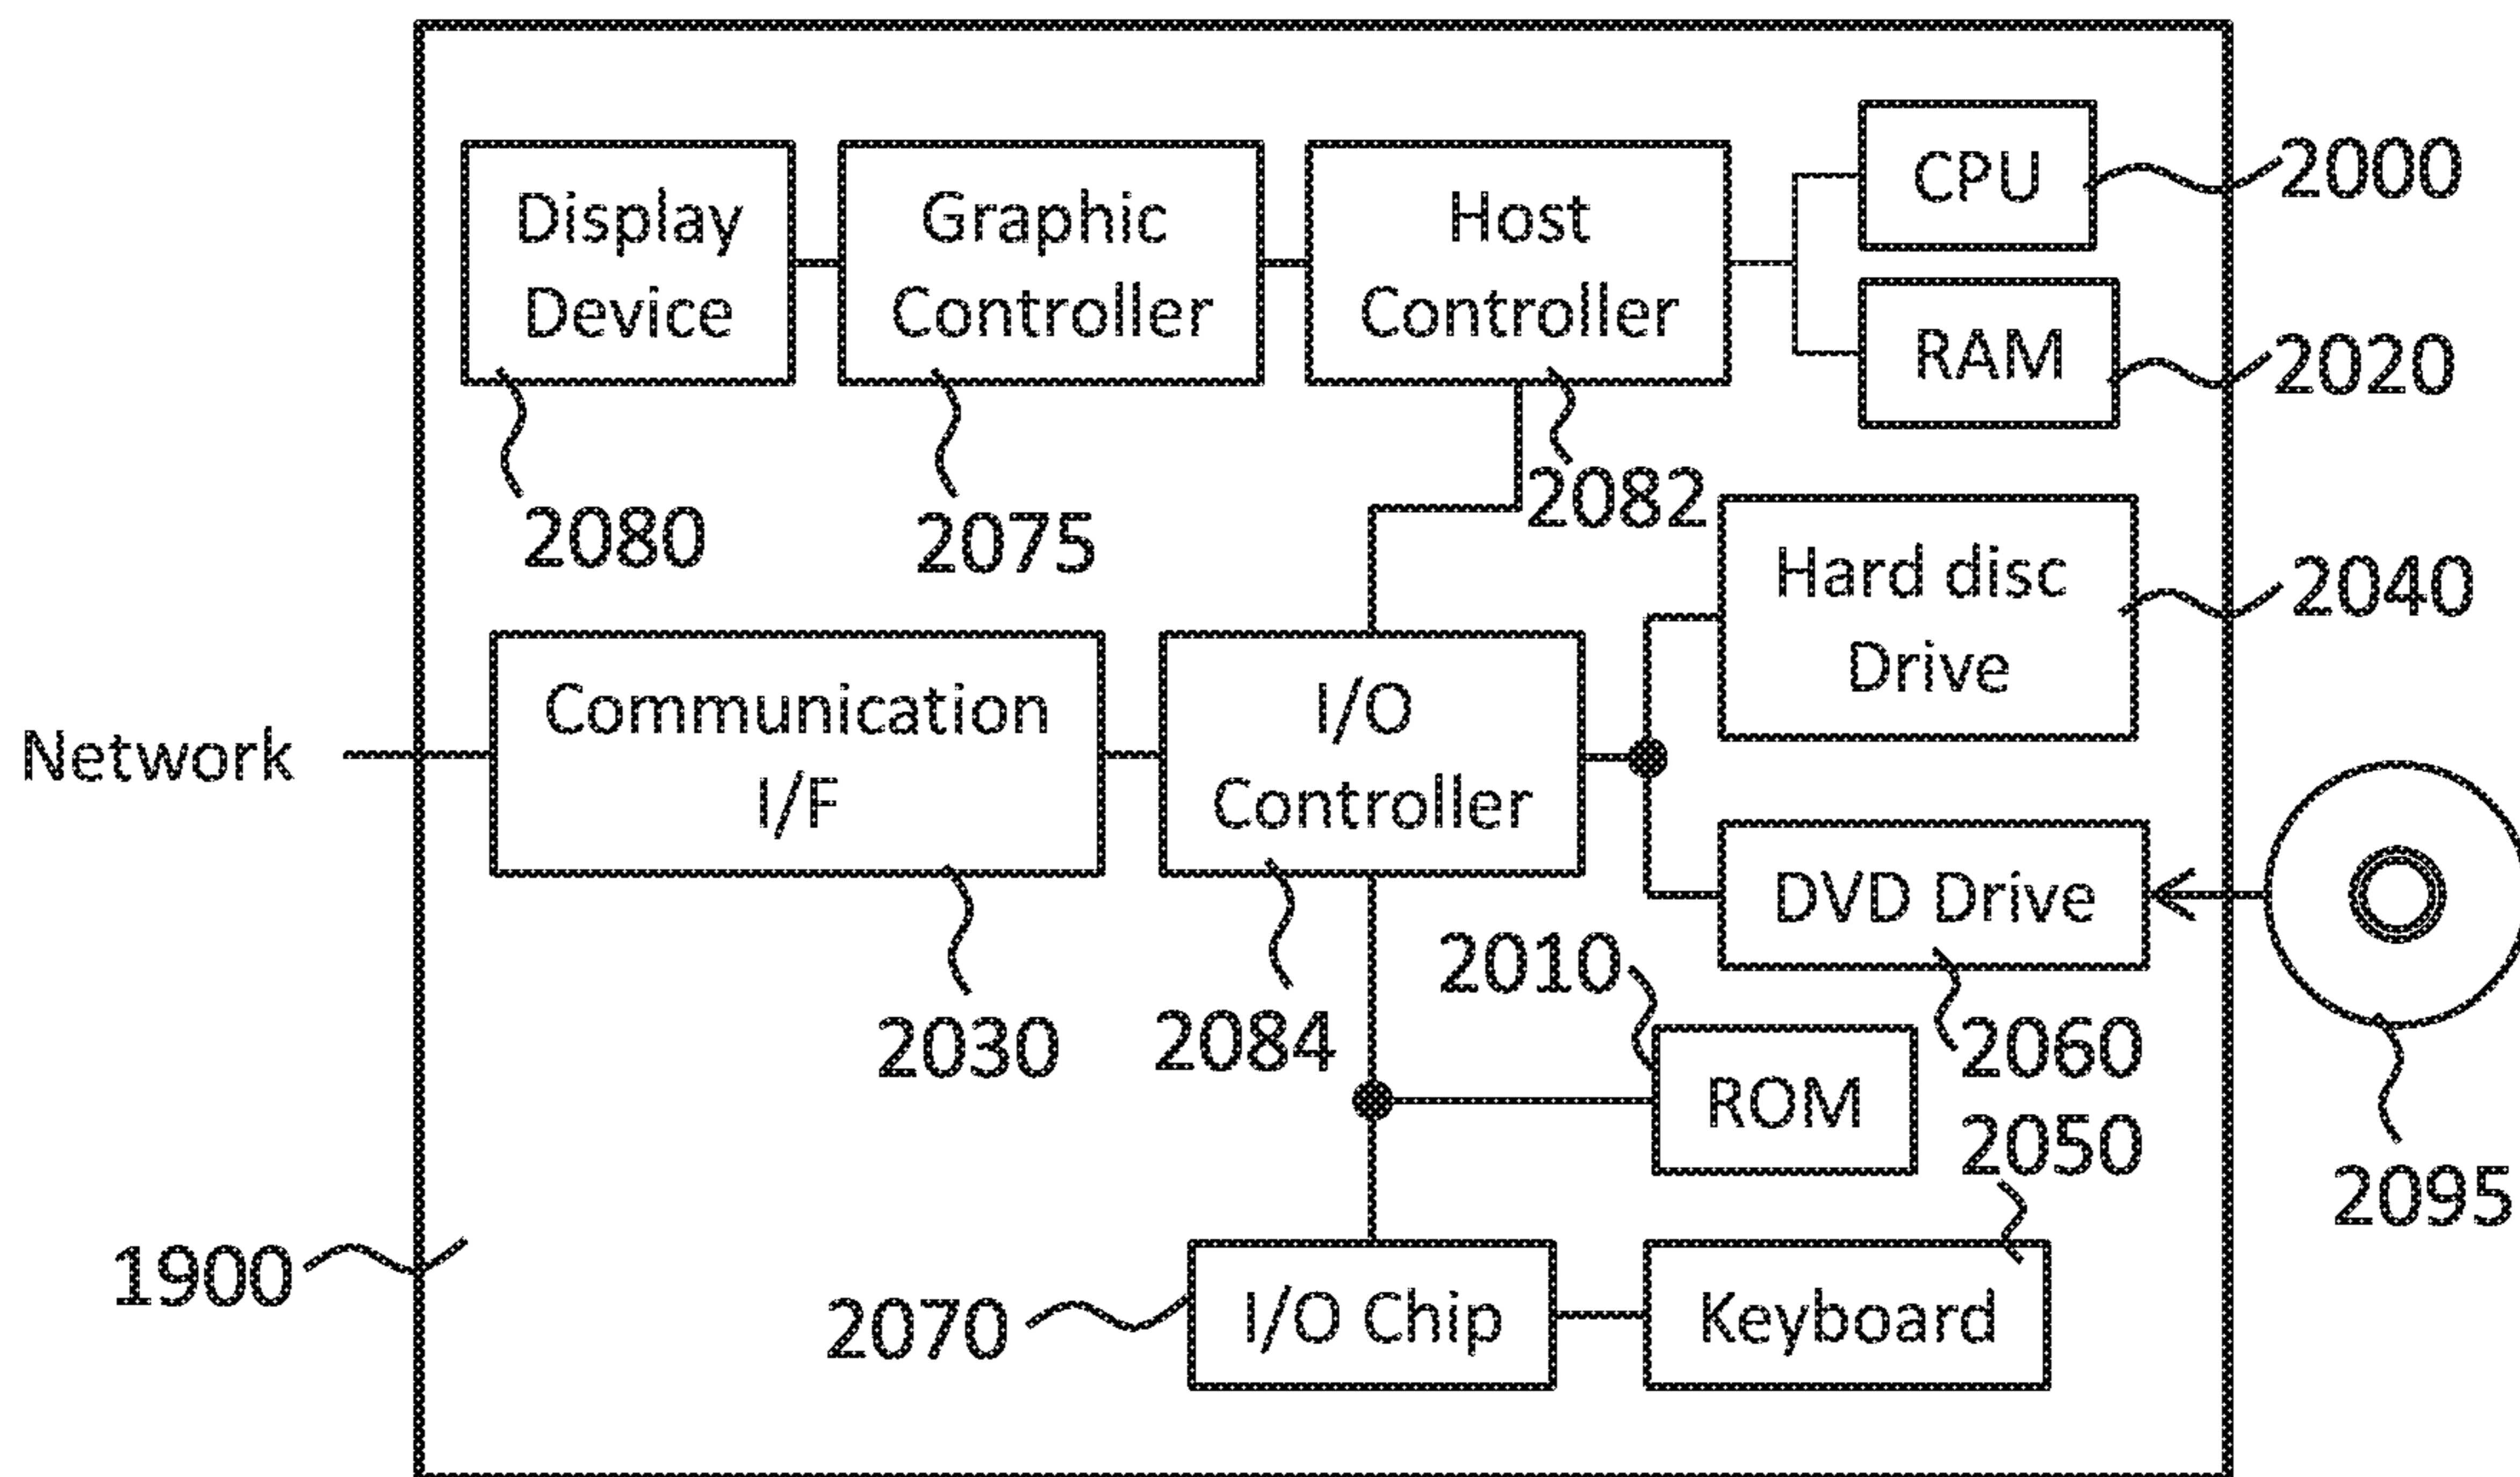 CPU
2000
Display
Device
Graphic
Controller
Host
Controller
RAM
2020
2080
2075
2082
Hard disc
Drive
2040
Network
Communication
I/F
I/O
Controller
DVD Drive
2010
2030
2084
2060
ROM
2050
2095
1900
2070
I/O Chip
Keyboard